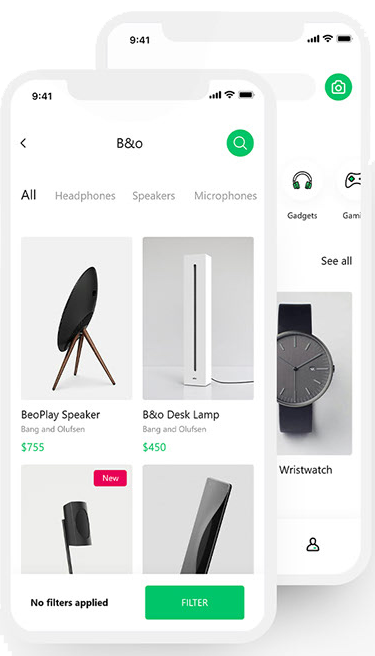 9:41
9:41
B&o
All Headphones Speakers Microphones
Gadgets Gami
See all
BeoPlay Speaker
Bang and Olufsen
$755
B&o Desk Lamp
Bang and Olufsen
$450
Wristwatch
New
No filters applied
FILTER